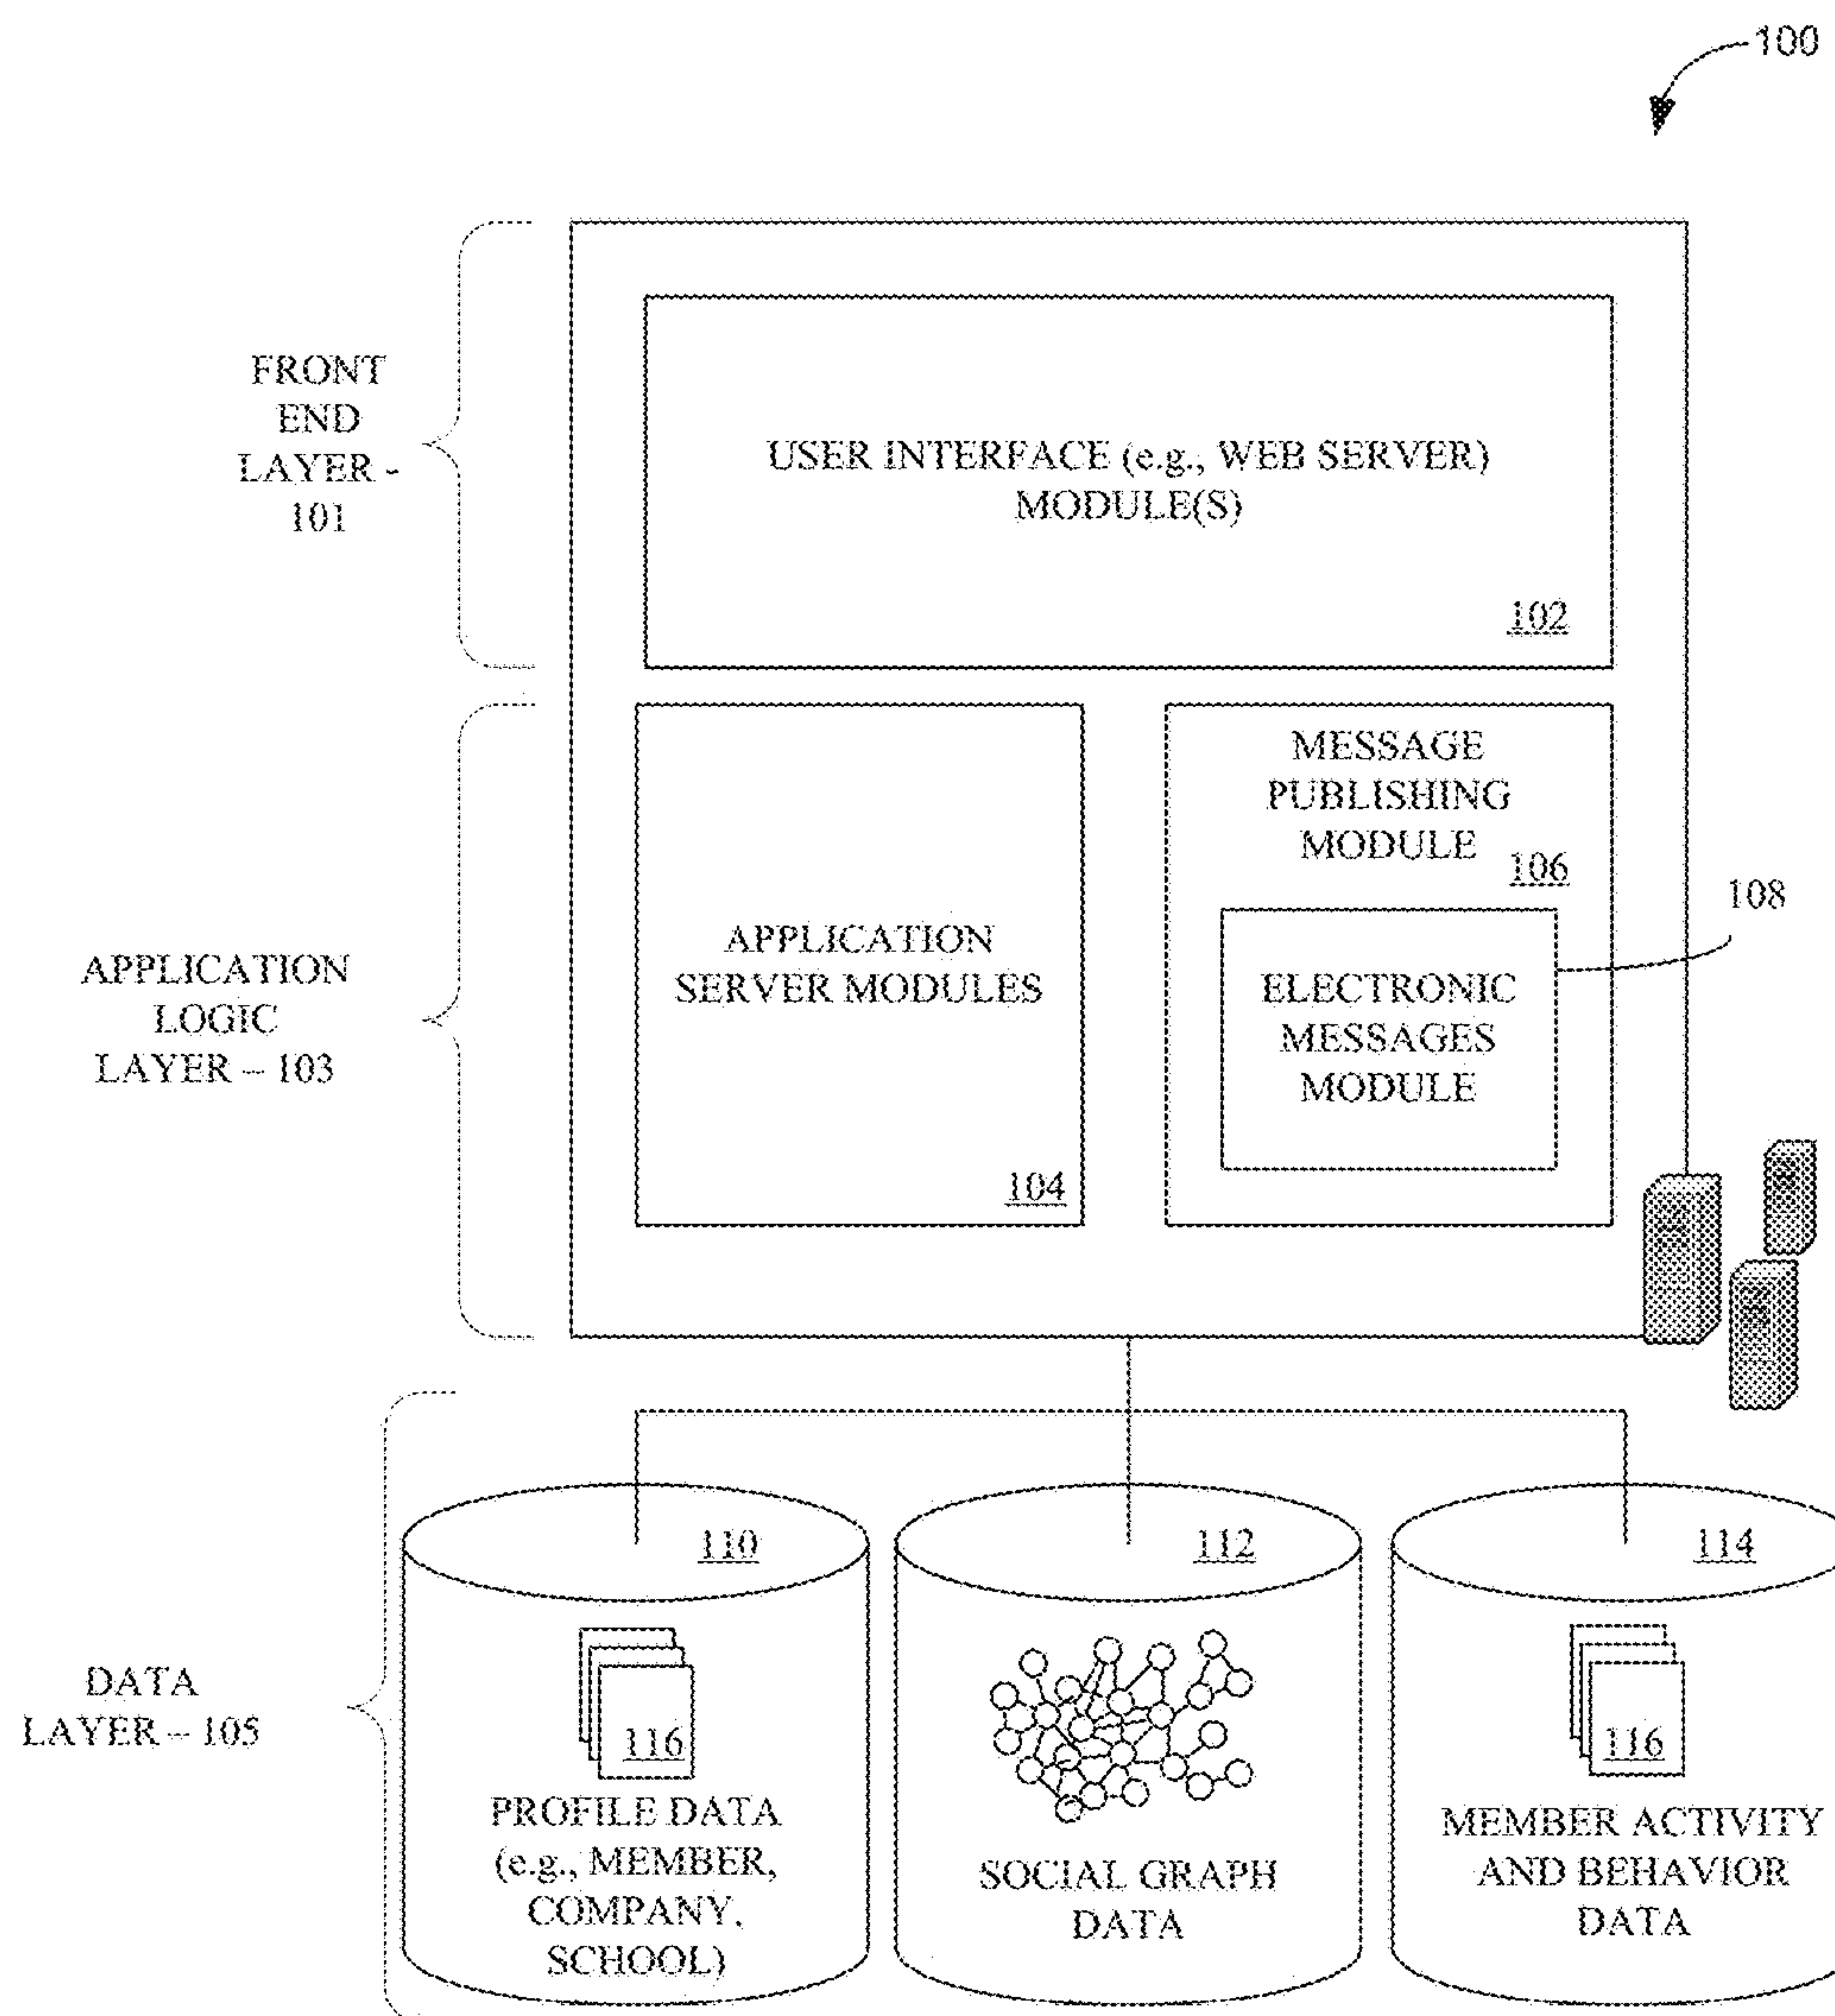 100
FRONT
END
LAYER -
101
USER INTERFACE (e.g., WEB SERVER)
MODULE(S)
102
APPLICATION
LOGIC
LAYER – 103
APPLICATION
SERVER MODULES
104
MESSAGE
PUBLISHING
MODULE
106
108
ELECTRONIC
MESSAGES
MODULE
DATA
LAYER – 105
110
116
PROFILE DATA
(e.g., MEMBER,
COMPANY,
SCHOOL)
112
SOCIAL GRAPH
DATA
114
116
MEMBER ACTIVITY
AND BEHAVIOR
DATA